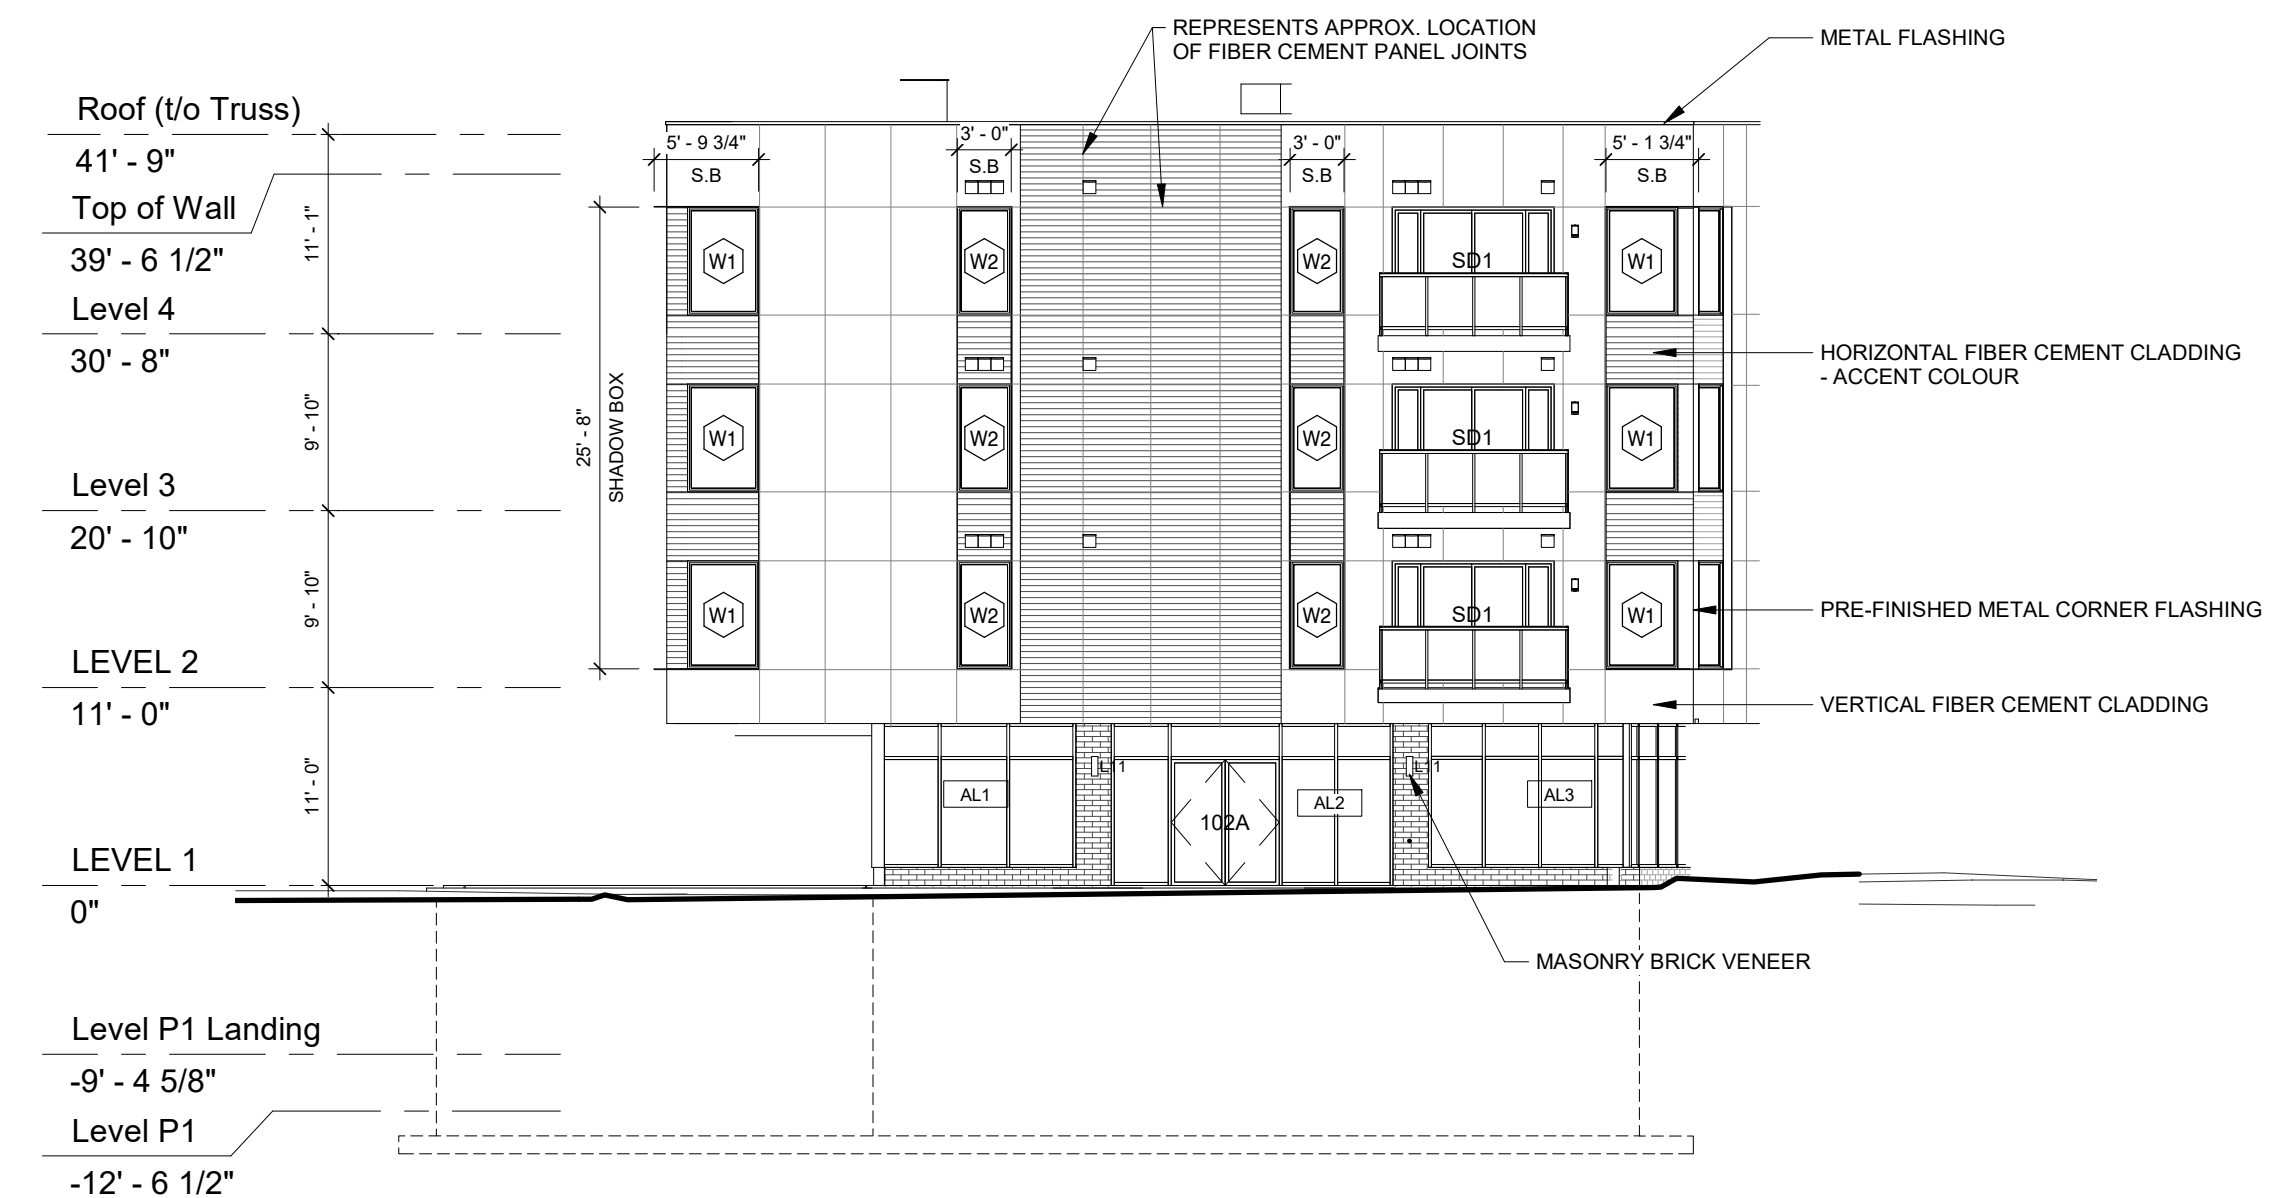 REPRESENTS APPROX. LOCATION
OF FIBER CEMENT PANEL JOINTS
METAL FLASHING
Roof (t/o Truss)
41' - 9"
Top of Wall
39' - 6 1/2"
Level 4
30' - 8"
Level 3
20' - 10"
LEVEL 2
11' - 0"
LEVEL 1
0"
Level P1 Landing
-9' - 4 5/8"
Level P1
-12' - 6 1/2"
11' - 1"
9' - 10"
9' - 10"
11' - 0"
25' - 8"
SHADOW BOX
5' - 9 3/4"
S.B
3' - 0"
S.B
3' - 0"
S.B
5' - 1 3/4"
S.B
W1
W2
W2
SD1
W1
W1
W2
W2
SD1
W1
W1
W2
W2
SD1
W1
HORIZONTAL FIBER CEMENT CLADDING
- ACCENT COLOUR
PRE-FINISHED METAL CORNER FLASHING
VERTICAL FIBER CEMENT CLADDING
L11
L11
AL1
AL2
AL3
102A
MASONRY BRICK VENEER